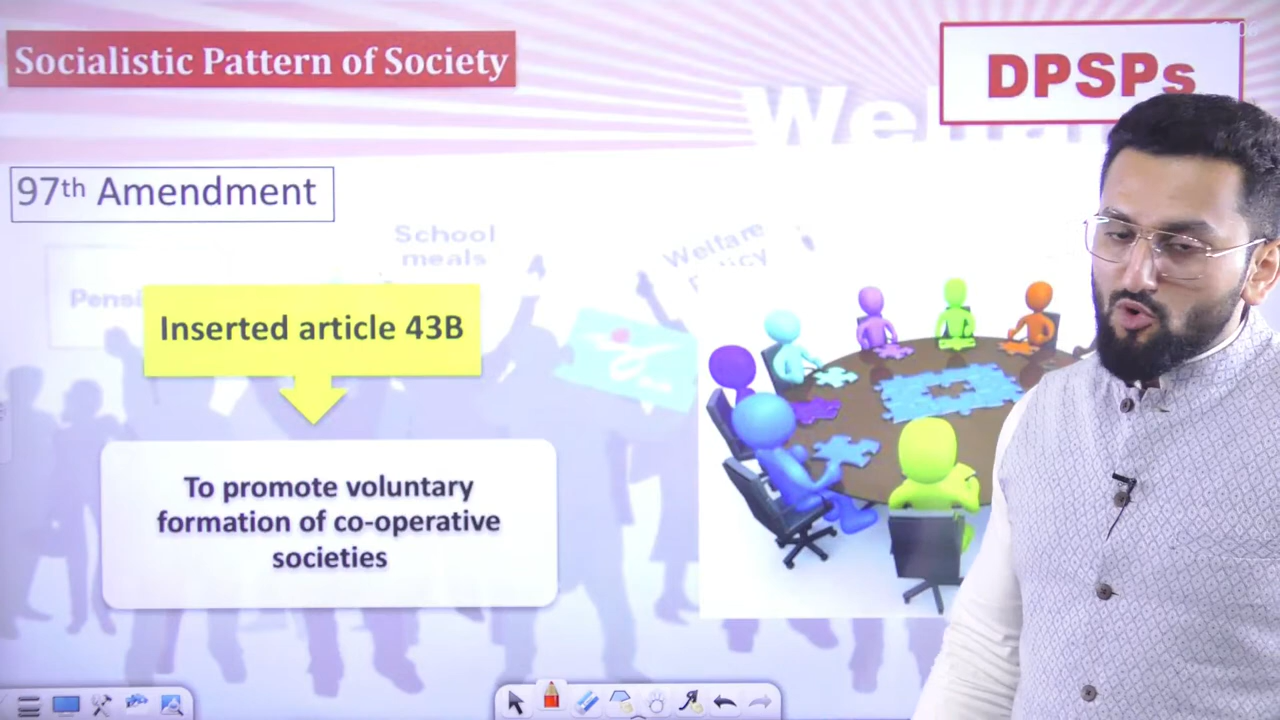 Socialistic Pattern of Society
DPSPs
97th Amendment
School
meals
Welfare
Inserted article 43B
To promote voluntary
formation of co-operative
societies